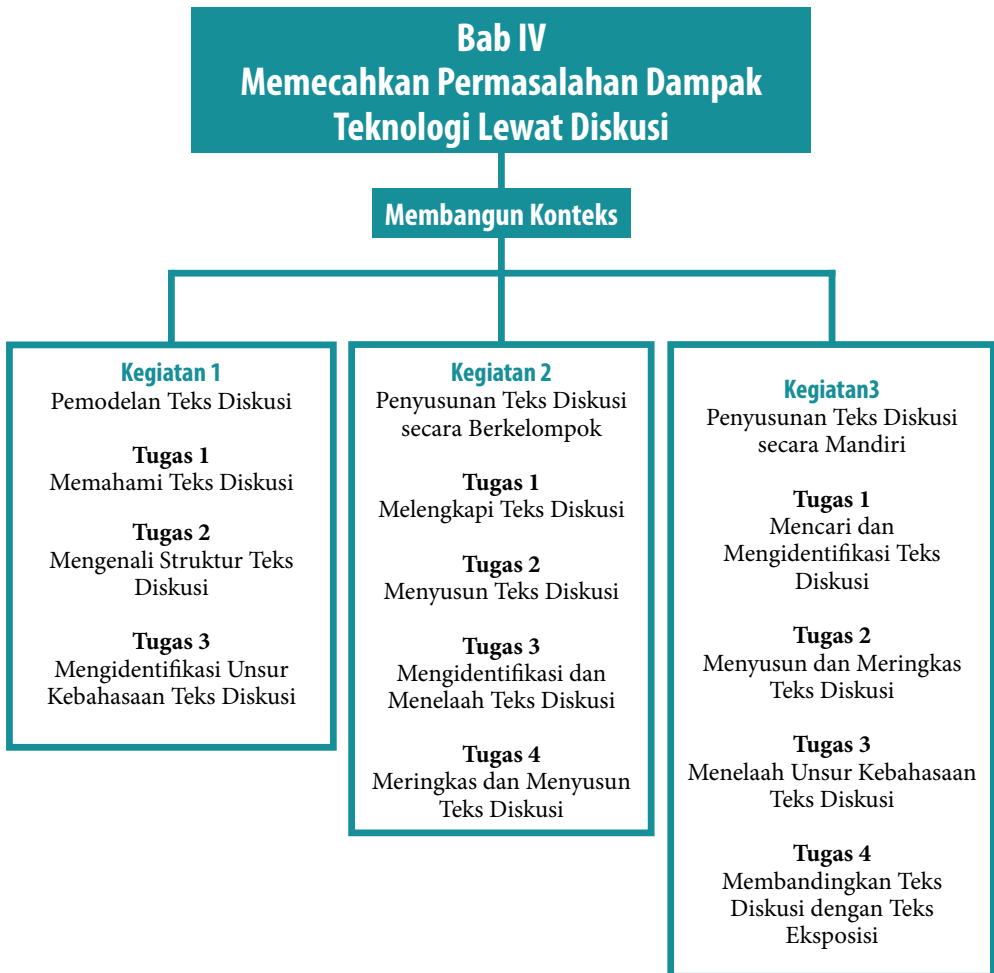 Bab IV
Memecahkan Permasalahan Dampak
Teknologi Lewat Diskusi
Membangun Konteks
Kegiatan 1
Pemodelan Teks Diskusi
Tugas 1
Memahami Teks Diskusi
Tugas 2
Mengenali Struktur Teks
Diskusi
Tugas 3
Mengidentifikasi Unsur
Kebahasaan Teks Diskusi
Kegiatan 2
Penyusunan Teks Diskusi
secara Berkelompok
Tugas 1
Melengkapi Teks Diskusi
Tugas 2
Menyusun Teks Diskusi
Tugas 3
Mengidentifikasi dan
Menelaah Teks Diskusi
Tugas 4
Meringkas dan Menyusun
Teks Diskusi
Kegiatan3
Penyusunan Teks Diskusi
secara Mandiri
Tugas 1
Mencari dan
Mengidentifikasi Teks
Diskusi
Tugas 2
Menyusun dan Meringkas
Teks Diskusi
Tugas 3
Menelaah Unsur Kebahasaan
Teks Diskusi
Tugas 4
Membandingkan Teks
Diskusi dengan Teks
Eksposisi